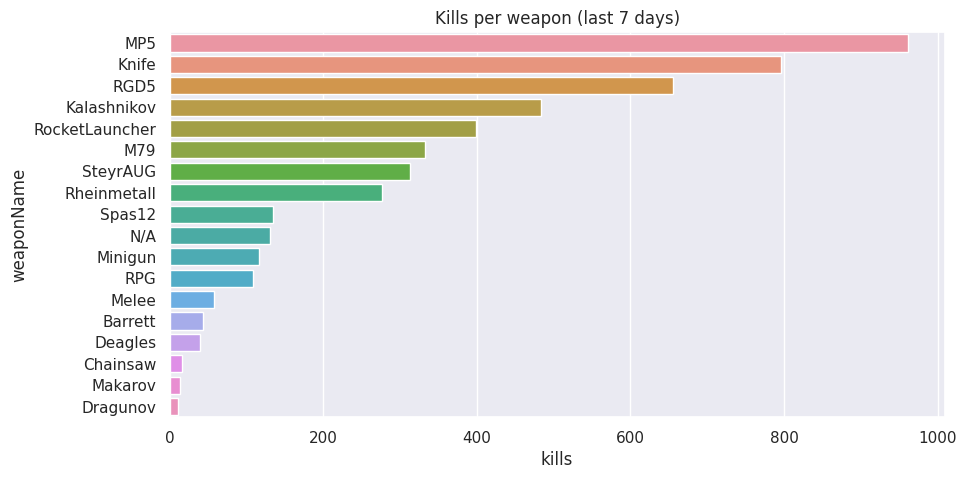 Kills per weapon (last 7 days)
weaponName
MP5
Knife
RGD5
Kalashnikov
RocketLauncher
M79
SteyrAUG
Rheinmetall
Spas12
N/A
Minigun
RPG
Melee
Barrett
Deagles
Chainsaw
Makarov
Dragunov
0 200 400 600 800 1000
kills